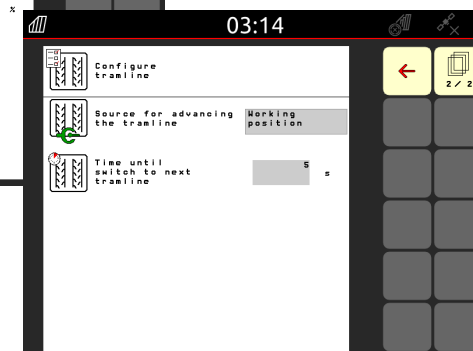 %
03:14
Configure
tramline
2 / 2
Source for advancing
the tramline
Working
position
Time until
switch to next
tramline
5
s